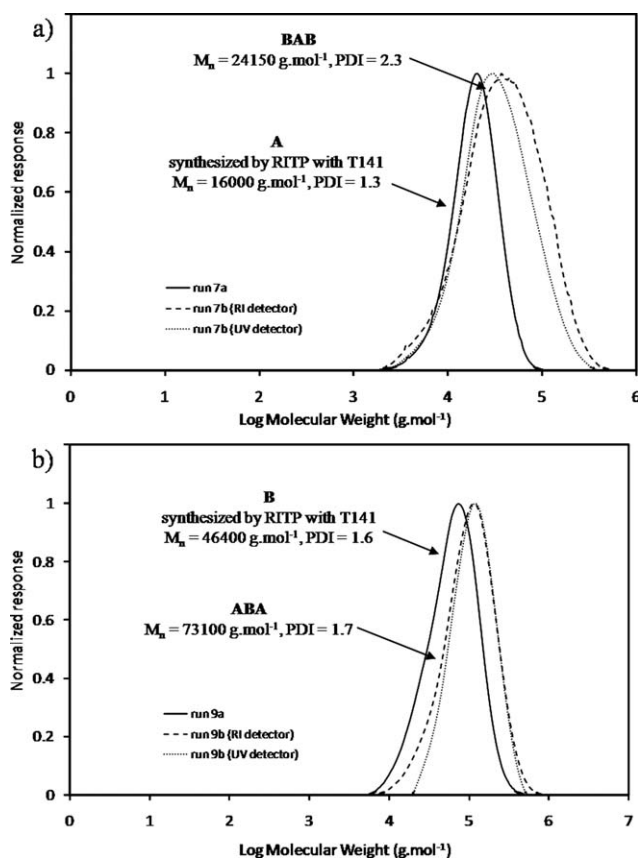 a)
BAB
Mn = 24150 g.mol-1, PDI = 2.3
A
synthesized by RITP with T141
Mn = 16000 g.mol-1, PDI = 1.3
Normalized response
1
0.8
0.6
0.4
0.2
0
run 7a
run 7b (RI detector)
run 7b (UV detector)
0 1 2 3 4 5 6
Log Molecular Weight (g.mol-1)
b)
B
synthesized by RITP with T141
Mn = 46400 g.mol-1, PDI = 1.6
ABA
Mn = 73100 g.mol-1, PDI = 1.7
Normalized response
1
0.8
0.6
0.4
0.2
0
run 9a
run 9b (RI detector)
run 9b (UV detector)
0 1 2 3 4 5 6 7
Log Molecular Weight (g.mol-1)